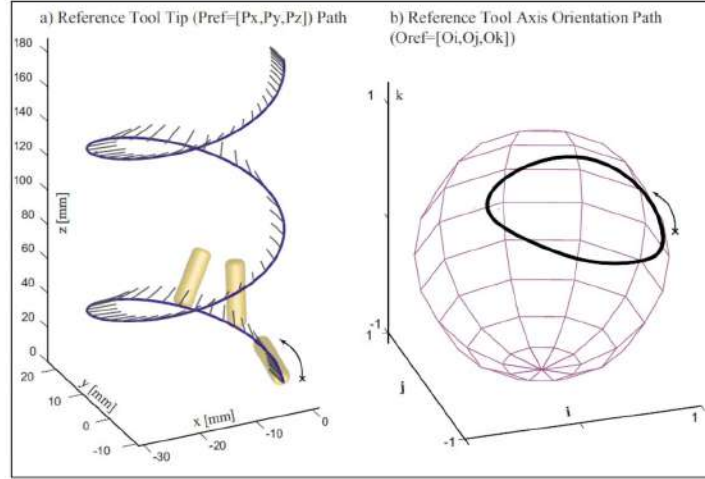 a) Reference Tool Tip (Pref=[Px,Py,Pz]) Path
b) Reference Tool Axis Orientation Path
(Oref=[Oi,Oj,Ok])
180
160
140
120
100
80
60
40
20
0
z [mm]
20
10
0
-10
y [mm]
-30
-20
-10
0
x [mm]
1
k
-1
1
j
-1
i
1